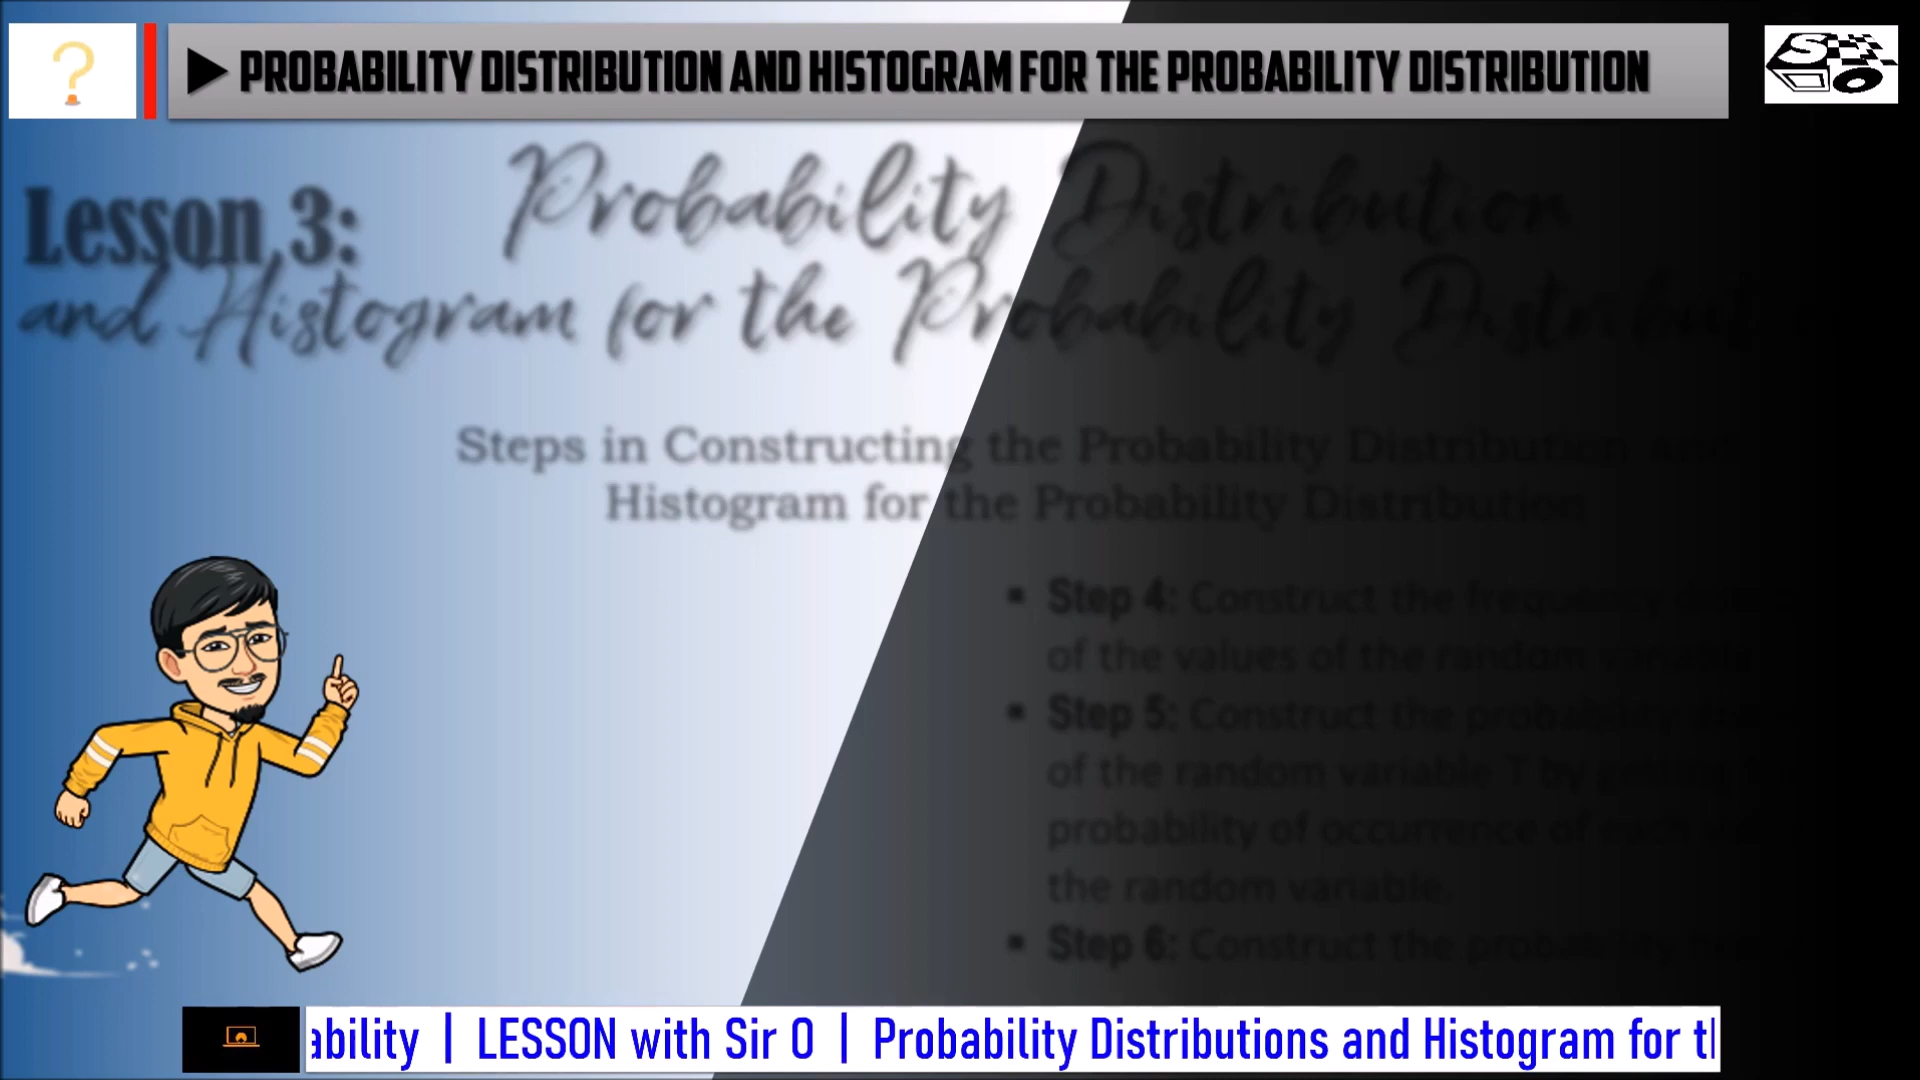 PROBABILITY DISTRIBUTION AND HISTOGRAM FOR THE PROBABILITY DISTRIBUTION
S
O
Lesson 3: Probability Distribution
and Histogram for the Probability
Steps in Constructing the Probability Distribution and
Histogram for the Probability Distribution
▪ Step 4: Construct the frequency
of the values of the random variable
▪ Step 5: Construct the probability
of the random variable T by getting
probability of occurrence of each
the random variable.
▪ Step 6: Construct the probability
ability | LESSON with Sir O | Probability Distributions and Histogram for